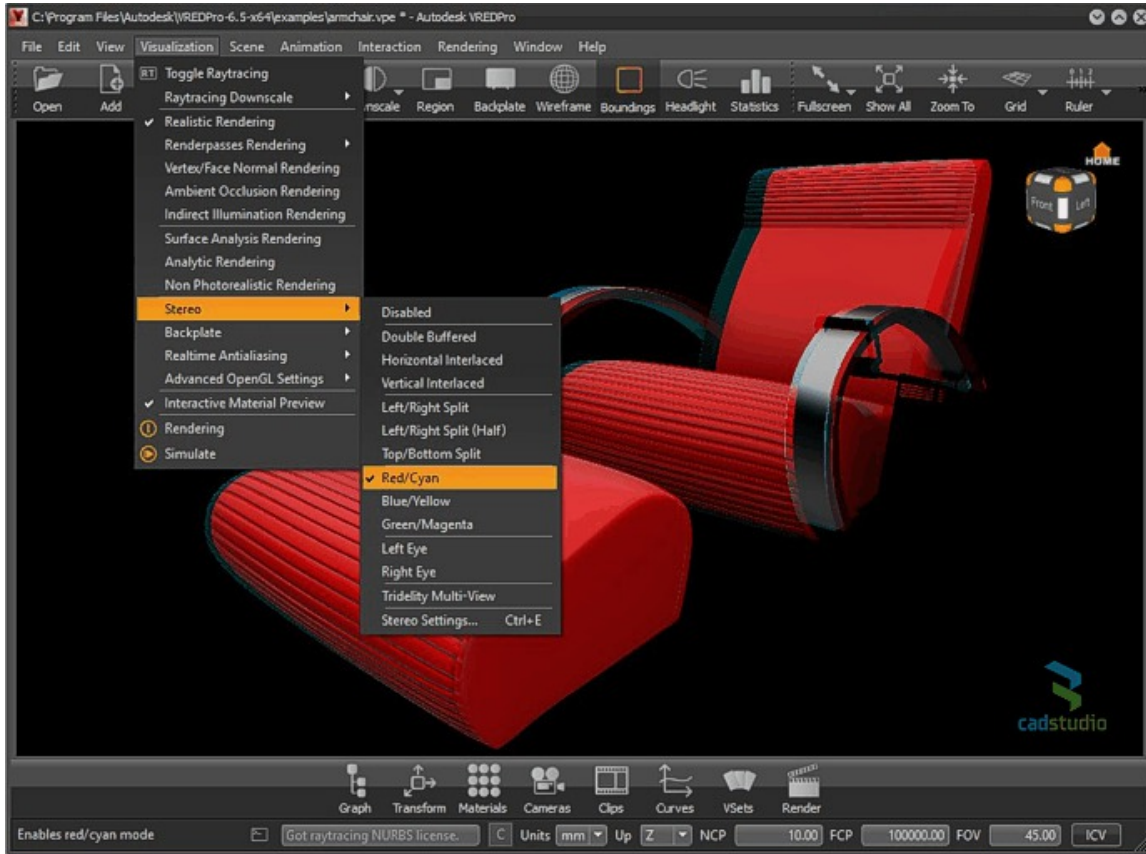 C:\Program Files\Autodesk\VREDPro-6.5-x64\examples\armchair.vpe * - Autodesk VREDPro
File Edit View Visualization Scene Animation Interaction Rendering Window Help
Open Add nscale Region Backplate Wireframe Boundings Headlight Statistics Fullscreen Show All Zoom To Grid Ruler
RT Toggle Raytracing
Raytracing Downscale
Realistic Rendering
Renderpasses Rendering
Vertex/Face Normal Rendering
Ambient Occlusion Rendering
Indirect Illumination Rendering
Surface Analysis Rendering
Analytic Rendering
Non Photorealistic Rendering
Stereo
Backplate
Realtime Antialiasing
Advanced OpenGL Settings
Interactive Material Preview
Rendering
Simulate
Disabled
Double Buffered
Horizontal Interlaced
Vertical Interlaced
Left/Right Split
Left/Right Split (Half)
Top/Bottom Split
Red/Cyan
Blue/Yellow
Green/Magenta
Left Eye
Right Eye
Tridelity Multi-View
Stereo Settings... Ctrl+E
HOME
Front Left
cadstudio
Graph Transform Materials Cameras Clips Curves VSets Render
Enables red/cyan mode Got raytracing NURBS license. C Units mm Up Z NCP 10.00 FCP 100000.00 FOV 45.00 ICV